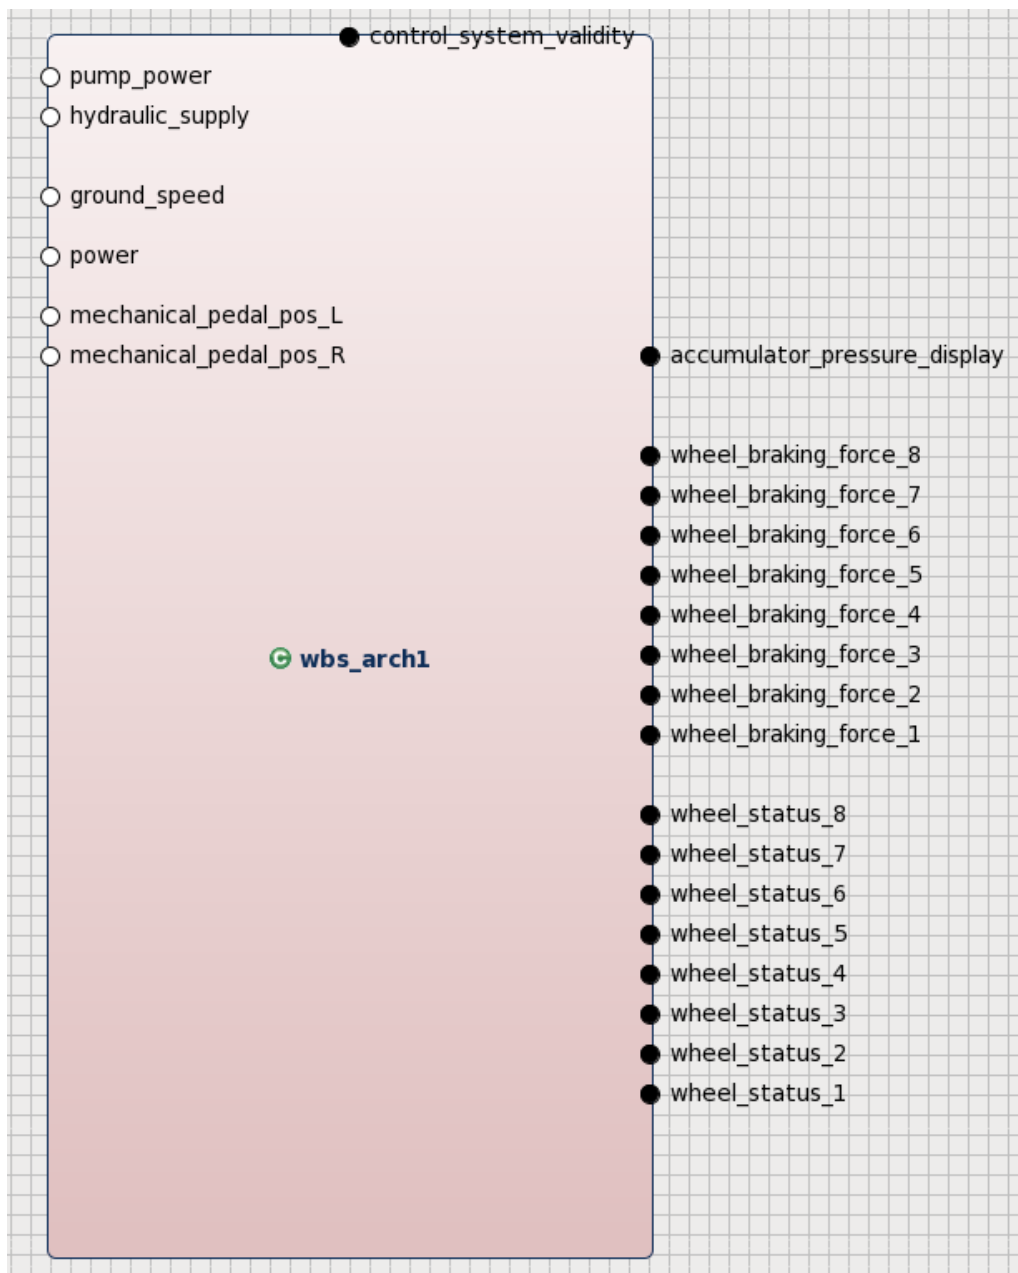 control_system_validity
pump_power
hydraulic_supply
ground_speed
power
mechanical_pedal_pos_L
mechanical_pedal_pos_R
accumulator_pressure_display
wheel_braking_force_8
wheel_braking_force_7
wheel_braking_force_6
wheel_braking_force_5
wheel_braking_force_4
wheel_braking_force_3
wheel_braking_force_2
wheel_braking_force_1
C wbs_arch1
wheel_status_8
wheel_status_7
wheel_status_6
wheel_status_5
wheel_status_4
wheel_status_3
wheel_status_2
wheel_status_1